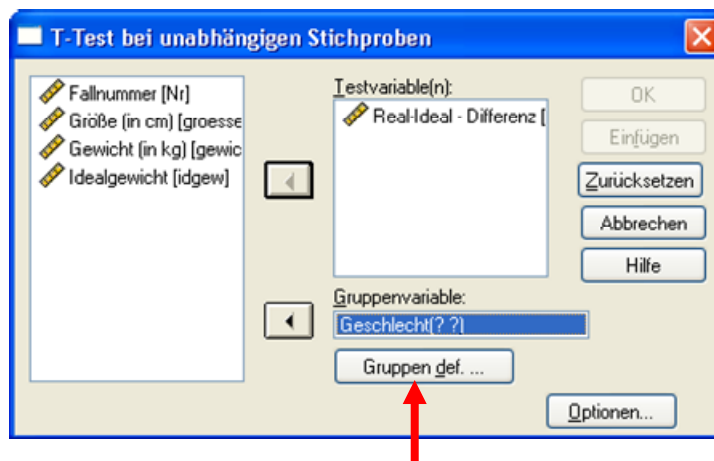 T-Test bei unabhängigen Stichproben
Fallnummer [Nr]
Größe (in cm) [groesse
Gewicht (in kg) [gewic
Idealgewicht [idgew]
Testvariable(n):
Real-Ideal - Differenz [
Gruppenvariable:
Geschlecht(? ?)
Gruppen def. ...
OK
Einfügen
Zurücksetzen
Abbrechen
Hilfe
Optionen...